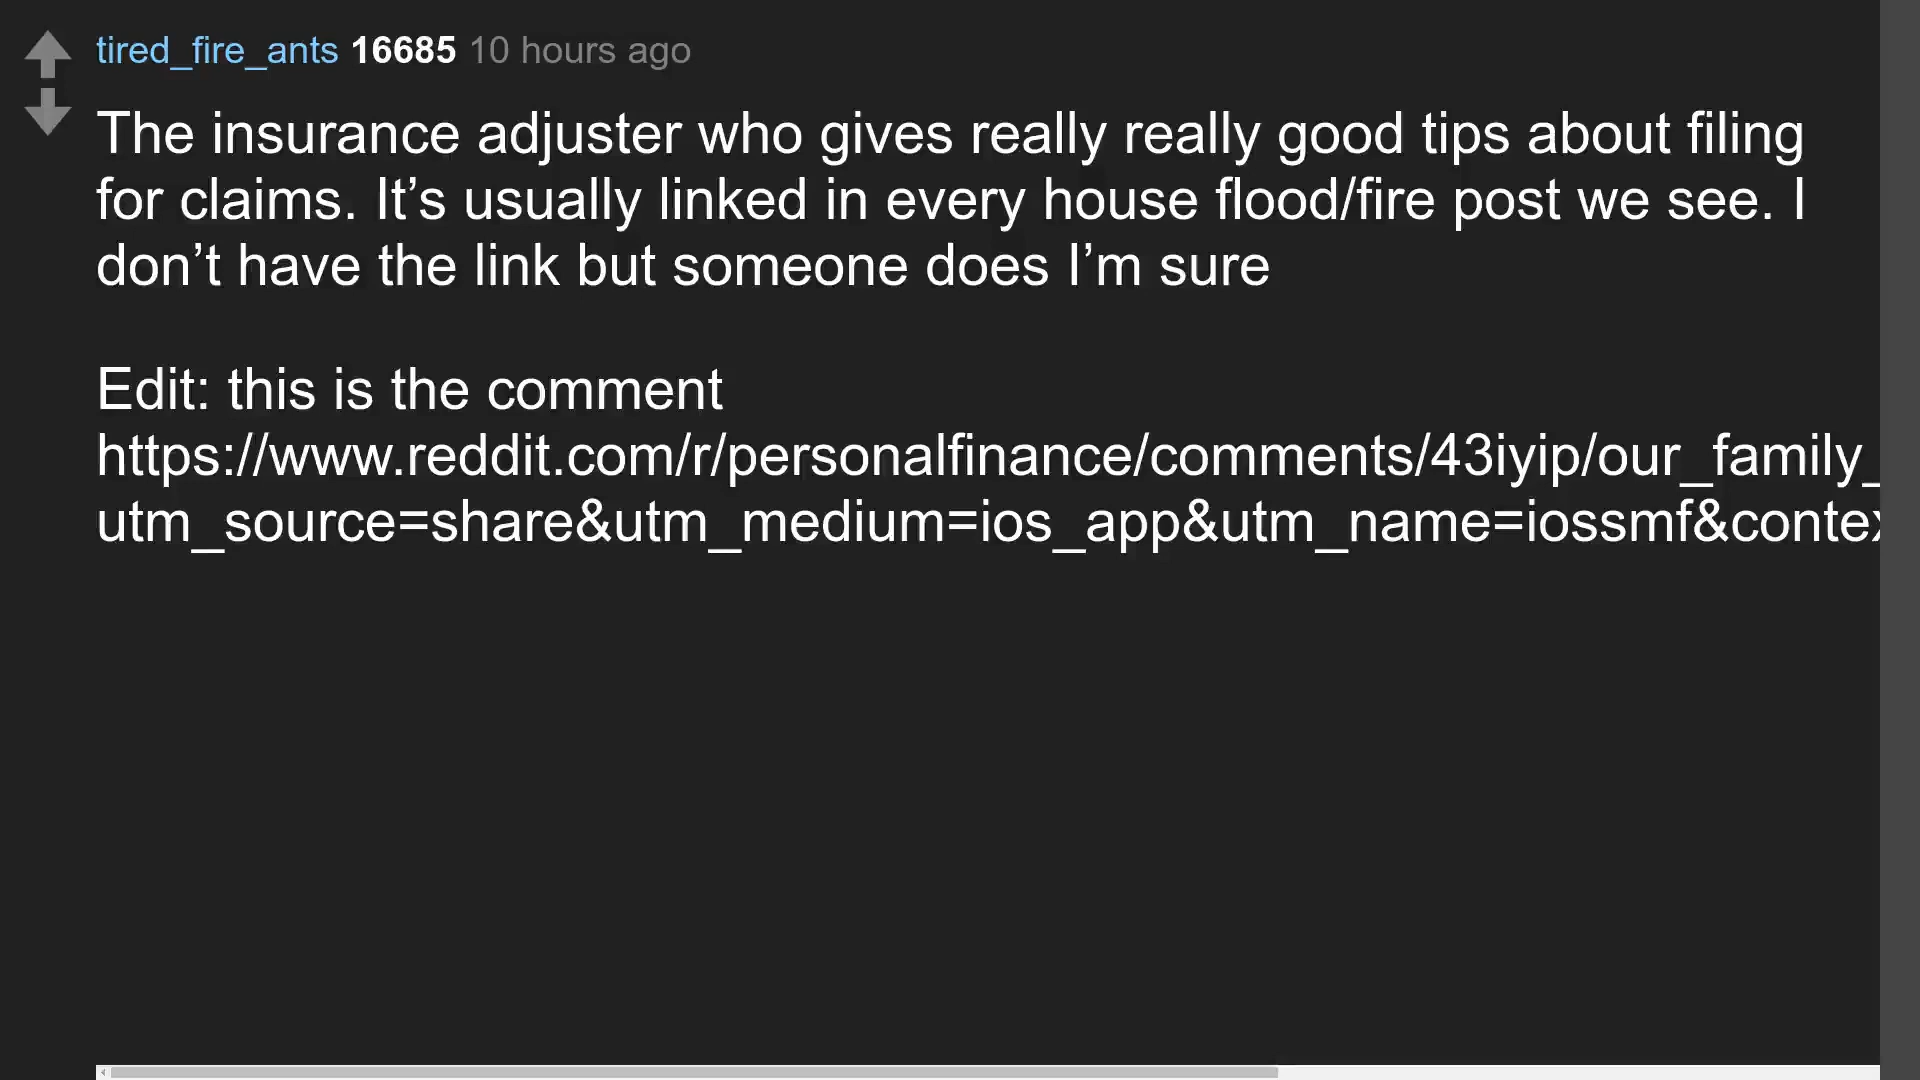 tired_fire_ants 16685 10 hours ago
The insurance adjuster who gives really really good tips about filing
for claims. It’s usually linked in every house flood/fire post we see. I
don’t have the link but someone does I’m sure
Edit: this is the comment
https://www.reddit.com/r/personalfinance/comments/43iyip/our_family_
utm_source=share&utm_medium=ios_app&utm_name=iossmf&contex